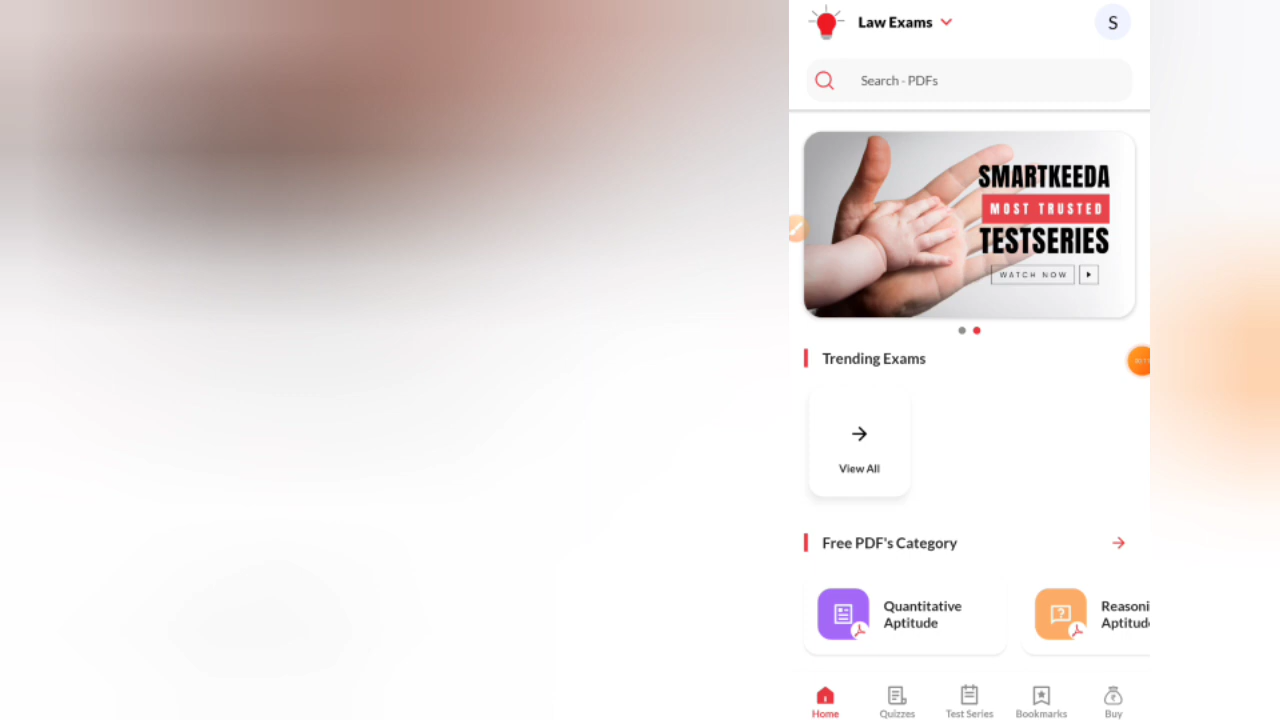 Law Exams
S
Search - PDFs
SMARTKEEDA
MOST TRUSTED
TESTSERIES
WATCH NOW
Trending Exams
View All
Free PDF's Category
Quantitative
Aptitude
Reasoni
Aptitud
Home
Quizzes
Test Series
Bookmarks
Buy